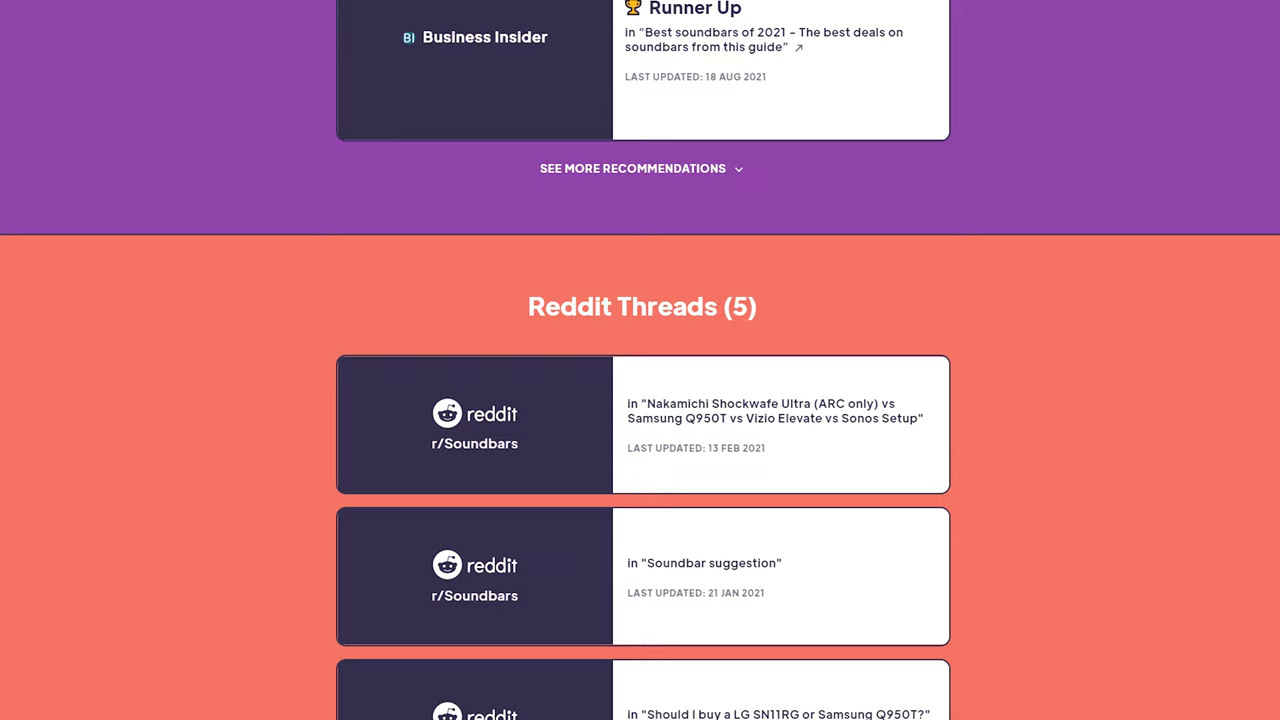 Runner Up
BI Business Insider
in “Best soundbars of 2021 - The best deals on
soundbars from this guide” ↗
LAST UPDATED: 18 AUG 2021
SEE MORE RECOMMENDATIONS
Reddit Threads (5)
reddit
r/Soundbars
in "Nakamichi Shockwafe Ultra (ARC only) vs
Samsung Q950T vs Vizio Elevate vs Sonos Setup"
LAST UPDATED: 13 FEB 2021
reddit
r/Soundbars
in "Soundbar suggestion"
LAST UPDATED: 21 JAN 2021
reddit
in "Should I buy a LG SN11RG or Samsung Q950T?"